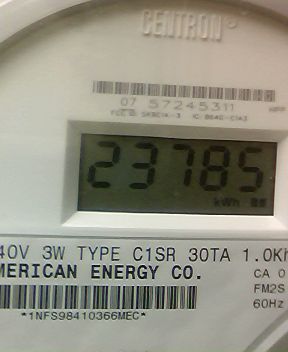 CENTRON®
07 57245311
23785
kWh
40V 3W TYPE C1SR 30TA 1.0Kh
MERICAN ENERGY CO.
CA 0
FM2S
60Hz
*1NFS98410366MEC*